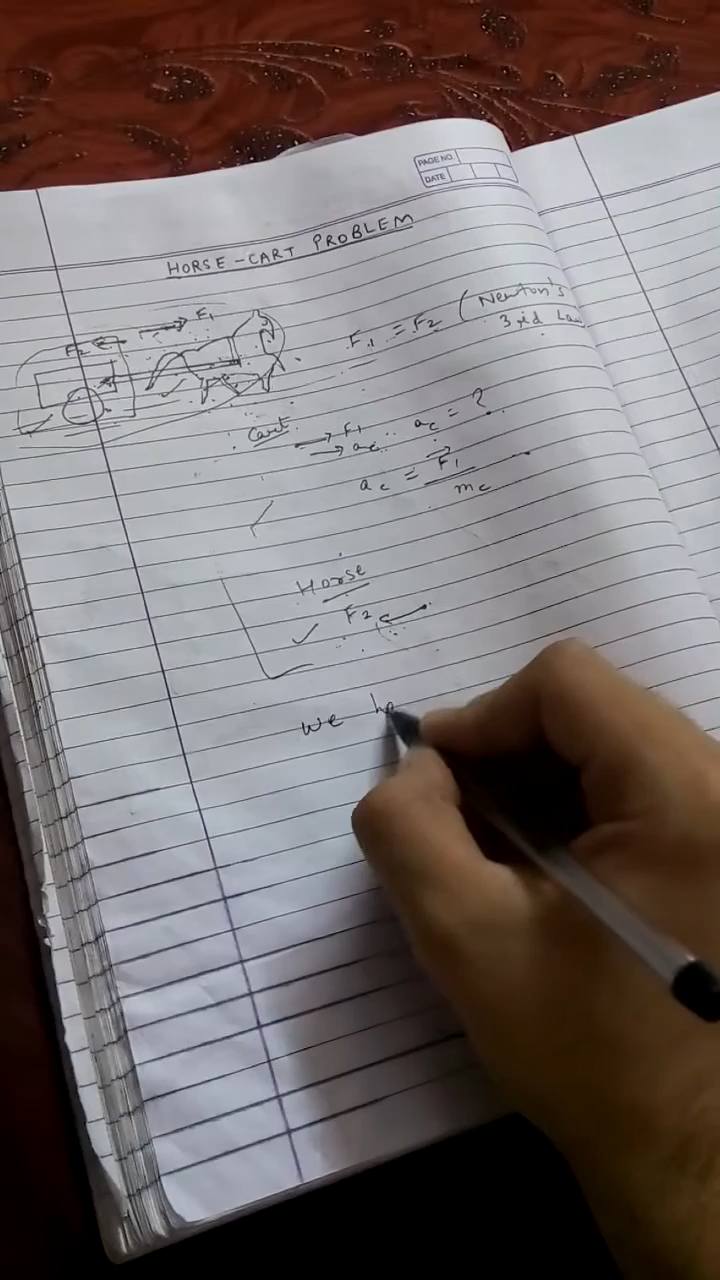 PAGE NO.
DATE
HORSE-CART PROBLEM
F₂ F₁
F₁ = F₂ (Newton's
3rd Law
Cart → F₁ a꜀ = ?
→ a꜀
a꜀ = F₁/m꜀
Horse
✓ F₂
We ha